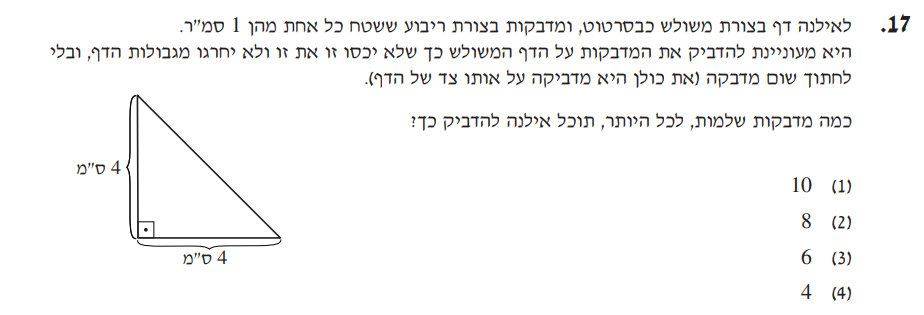 17. לאילנה דף בצורת משולש כבסרטוט, ומדבקות בצורת ריבוע ששטח כל אחת מהן 1 סמ"ר.
היא מעוניינת להדביק את המדבקות על הדף המשולש כך שלא יכסו זו את זו ולא יחרגו מגבולות הדף, ובלי
לחתוך שום מדבקה (את כולן היא מדביקה על אותו צד של הדף).
כמה מדבקות שלמות, לכל היותר, תוכל אילנה להדביק כך?
4 ס"מ
4 ס"מ
(1) 10
(2) 8
(3) 6
(4) 4